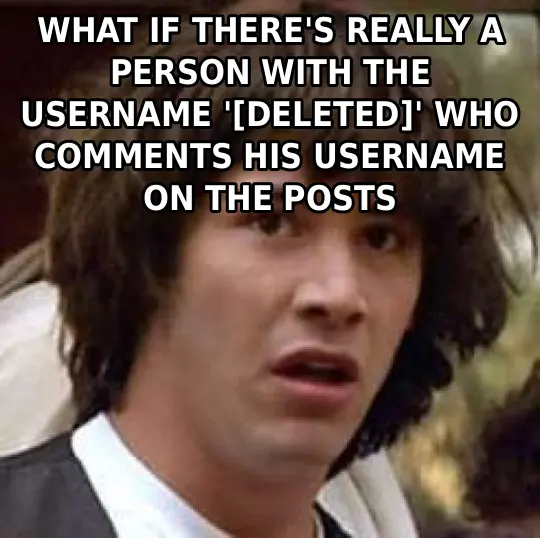 WHAT IF THERE'S REALLY A
PERSON WITH THE
USERNAME '[DELETED]' WHO
COMMENTS HIS USERNAME
ON THE POSTS